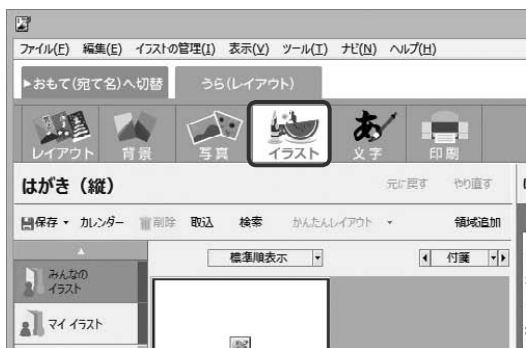 ファイル(F) 編集(E) イラストの管理(I) 表示(V) ツール(T) ナビ(N) ヘルプ(H)
▶おもて(宛て名)へ切替 うら(レイアウト)
レイアウト 背景 写真 イラスト 文字 印刷
はがき（縦） 元に戻す やり直す
保存 カレンダー 削除 取込 検索 かんたんレイアウト 領域追加
標準順表示 付箋
みんなの
イラスト
マイ イラスト